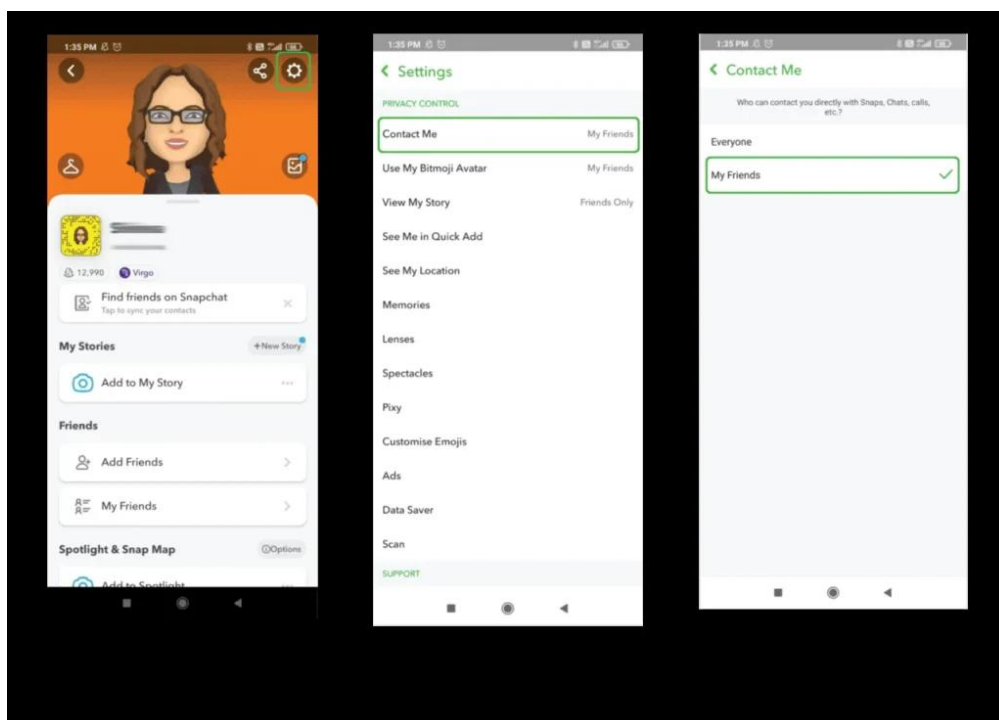 1:35 PM
12,990
Virgo
Find friends on Snapchat
Tap to sync your contacts
My Stories
+New Story
Add to My Story
Friends
Add Friends
My Friends
Spotlight & Snap Map
Options
Add to Spotlight
1:35 PM
Settings
PRIVACY CONTROL
Contact Me
My Friends
Use My Bitmoji Avatar
My Friends
View My Story
Friends Only
See Me in Quick Add
See My Location
Memories
Lenses
Spectacles
Pixy
Customise Emojis
Ads
Data Saver
Scan
SUPPORT
1:35 PM
Contact Me
Who can contact you directly with Snaps, Chats, calls,
etc.?
Everyone
My Friends